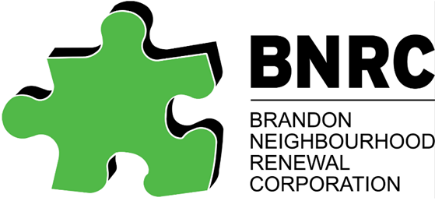 BNRC
BRANDON
NEIGHBOURHOOD
RENEWAL
CORPORATION